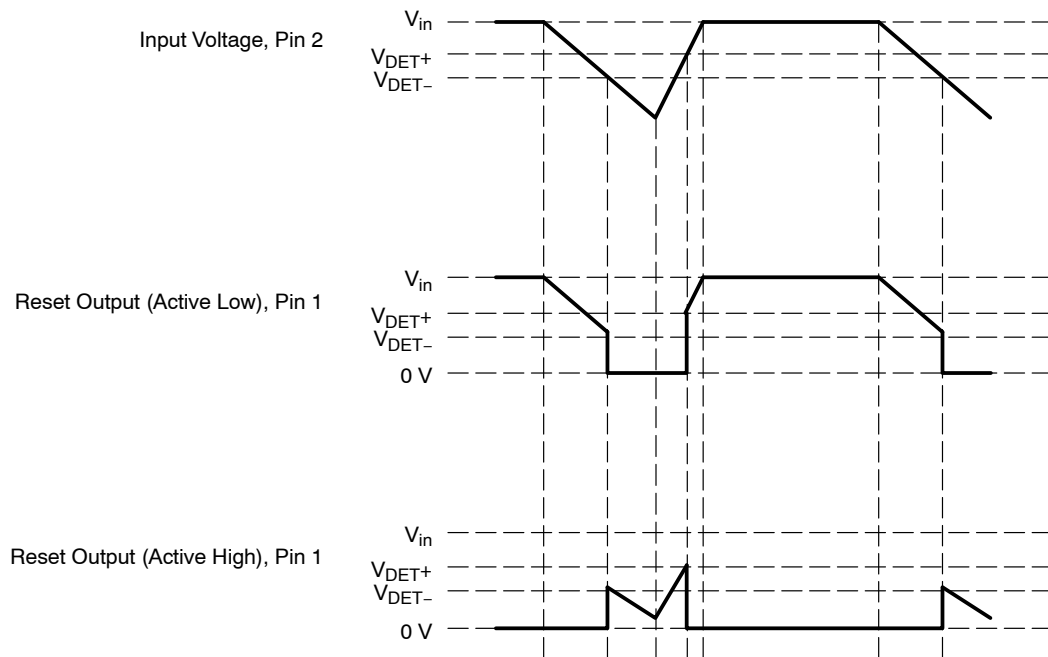 Input Voltage, Pin 2
Vin
VDET+
VDET−
Reset Output (Active Low), Pin 1
Vin
VDET+
VDET−
0 V
Reset Output (Active High), Pin 1
Vin
VDET+
VDET−
0 V